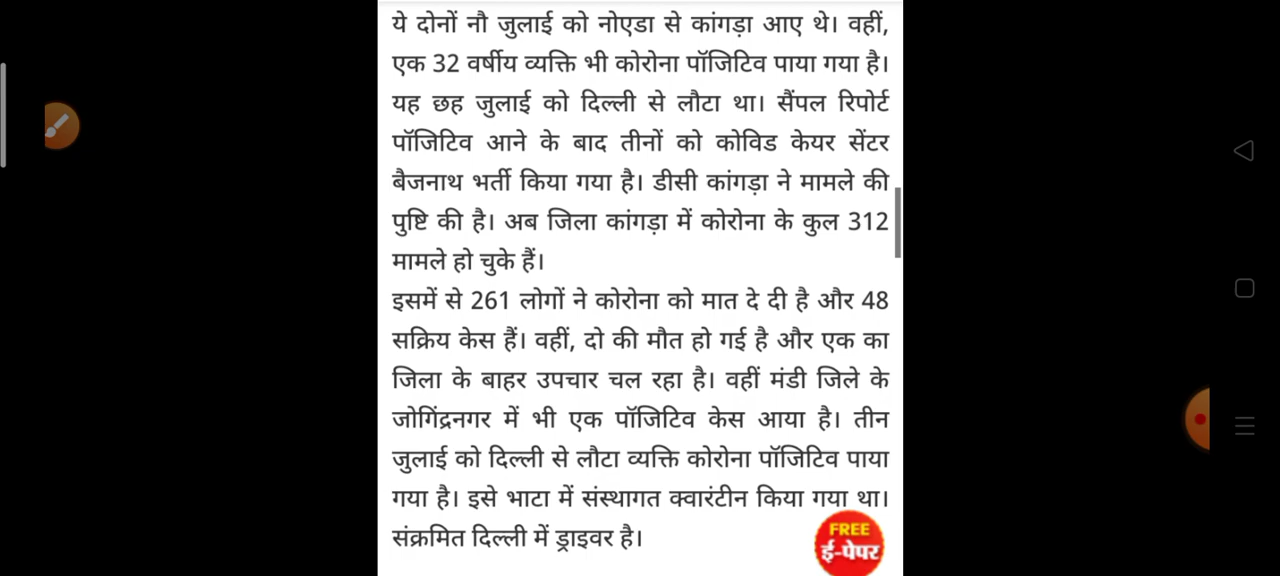 ये दोनों नौ जुलाई को नोएडा से कांगड़ा आए थे। वहीं,
एक 32 वर्षीय व्यक्ति भी कोरोना पॉजिटिव पाया गया है।
यह छह जुलाई को दिल्ली से लौटा था। सैंपल रिपोर्ट
पॉजिटिव आने के बाद तीनों को कोविड केयर सेंटर
बैजनाथ भर्ती किया गया है। डीसी कांगड़ा ने मामले की
पुष्टि की है। अब जिला कांगड़ा में कोरोना के कुल 312
मामले हो चुके हैं।
इसमें से 261 लोगों ने कोरोना को मात दे दी है और 48
सक्रिय केस हैं। वहीं, दो की मौत हो गई है और एक का
जिला के बाहर उपचार चल रहा है। वहीं मंडी जिले के
जोगिंद्रनगर में भी एक पॉजिटिव केस आया है। तीन
जुलाई को दिल्ली से लौटा व्यक्ति कोरोना पॉजिटिव पाया
गया है। इसे भाटा में संस्थागत क्वारंटीन किया गया था।
संक्रमित दिल्ली में ड्राइवर है।
FREE
ई-पेपर